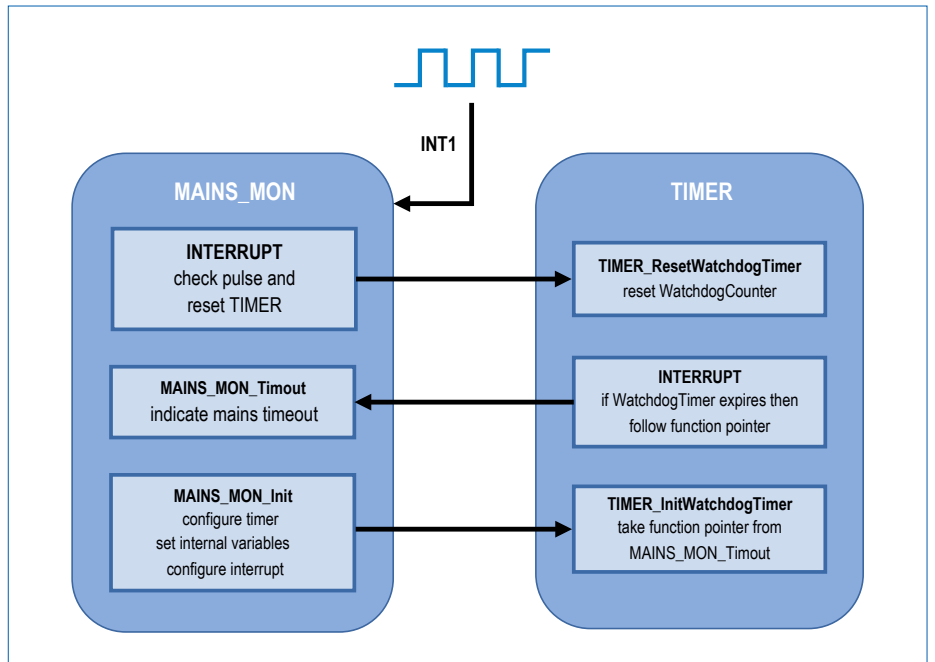 INT1
MAINS_MON
INTERRUPT
check pulse and
reset TIMER
MAINS_MON_Timout
indicate mains timeout
MAINS_MON_Init
configure timer
set internal variables
configure interrupt
TIMER
TIMER_ResetWatchdogTimer
reset WatchdogCounter
INTERRUPT
if WatchdogTimer expires then
follow function pointer
TIMER_InitWatchdogTimer
take function pointer from
MAINS_MON_Timout